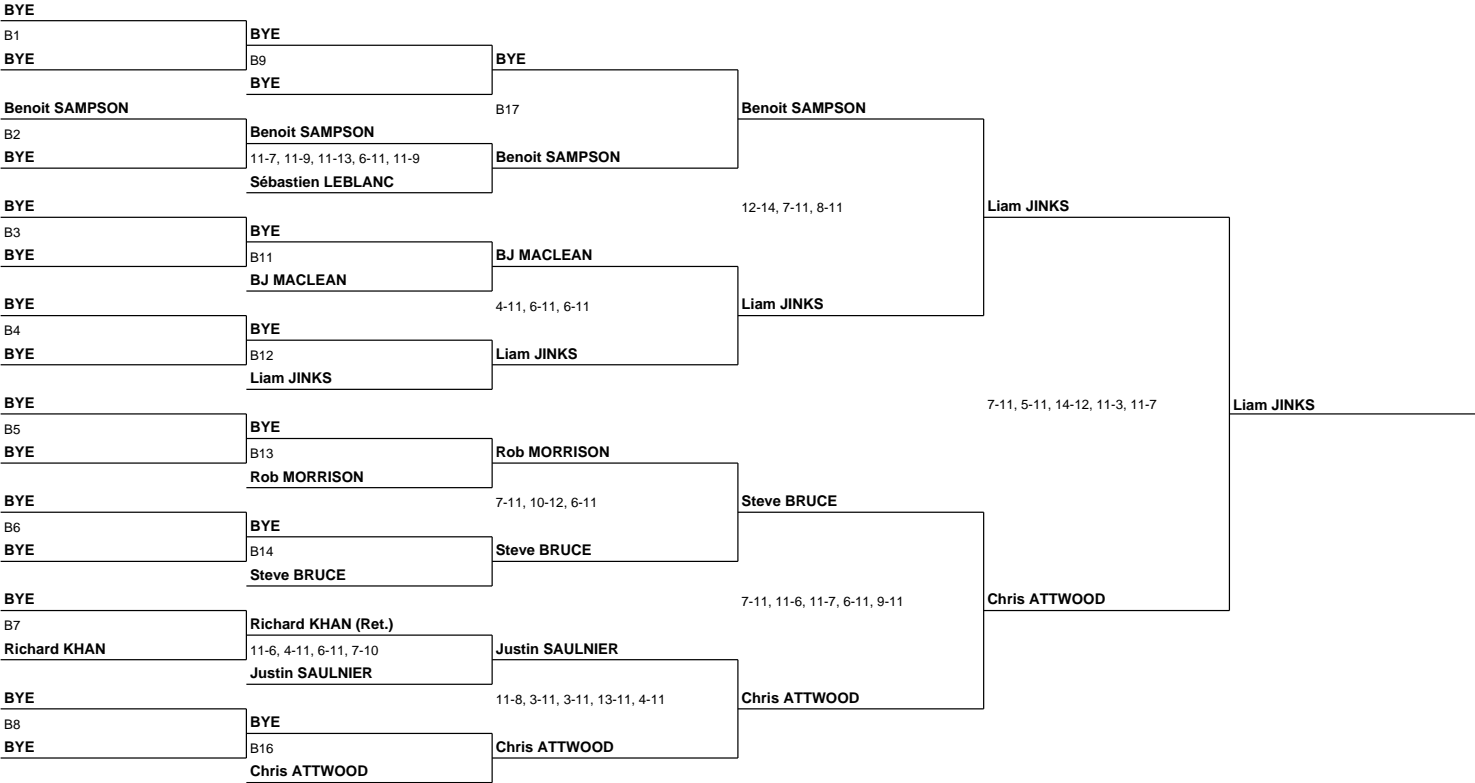 BYE
B1
BYE
Benoit SAMPSON
B2
BYE
BYE
B3
BYE
BYE
B4
BYE
BYE
B5
BYE
BYE
B6
BYE
BYE
B7
Richard KHAN
BYE
B8
BYE
BYE
B9
BYE
Benoit SAMPSON
11-7, 11-9, 11-13, 6-11, 11-9
Sébastien LEBLANC
BYE
B11
BJ MACLEAN
BYE
B12
Liam JINKS
BYE
B13
Rob MORRISON
BYE
B14
Steve BRUCE
Richard KHAN (Ret.)
11-6, 4-11, 6-11, 7-10
Justin SAULNIER
BYE
B16
Chris ATTWOOD
BYE
B17
Benoit SAMPSON
BJ MACLEAN
4-11, 6-11, 6-11
Liam JINKS
Rob MORRISON
7-11, 10-12, 6-11
Steve BRUCE
Justin SAULNIER
11-8, 3-11, 3-11, 13-11, 4-11
Chris ATTWOOD
Benoit SAMPSON
12-14, 7-11, 8-11
Liam JINKS
Steve BRUCE
7-11, 11-6, 11-7, 6-11, 9-11
Chris ATTWOOD
Liam JINKS
7-11, 5-11, 14-12, 11-3, 11-7
Chris ATTWOOD
Liam JINKS